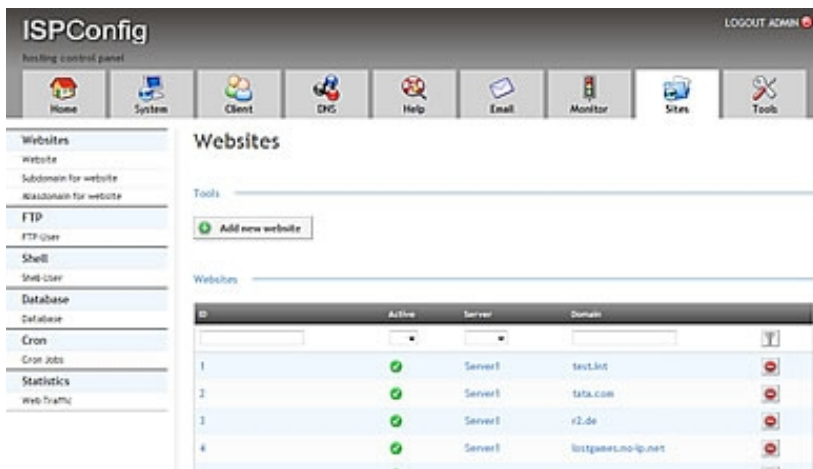 ISPConfig
hosting control panel
LOGOUT ADMIN
Home System Client DNS Help Email Monitor Sites Tools
Websites
Website
Subdomain for website
Aliasdomain for website
FTP
FTP-User
Shell
Shell-User
Database
Database
Cron
Cron Jobs
Statistics
Web Traffic
Websites
Tools
Add new website
Websites
ID Active Server Domain
1 Server1 test.int
2 Server1 tata.com
3 Server1 r2.de
4 Server1 lostgames.no-ip.net